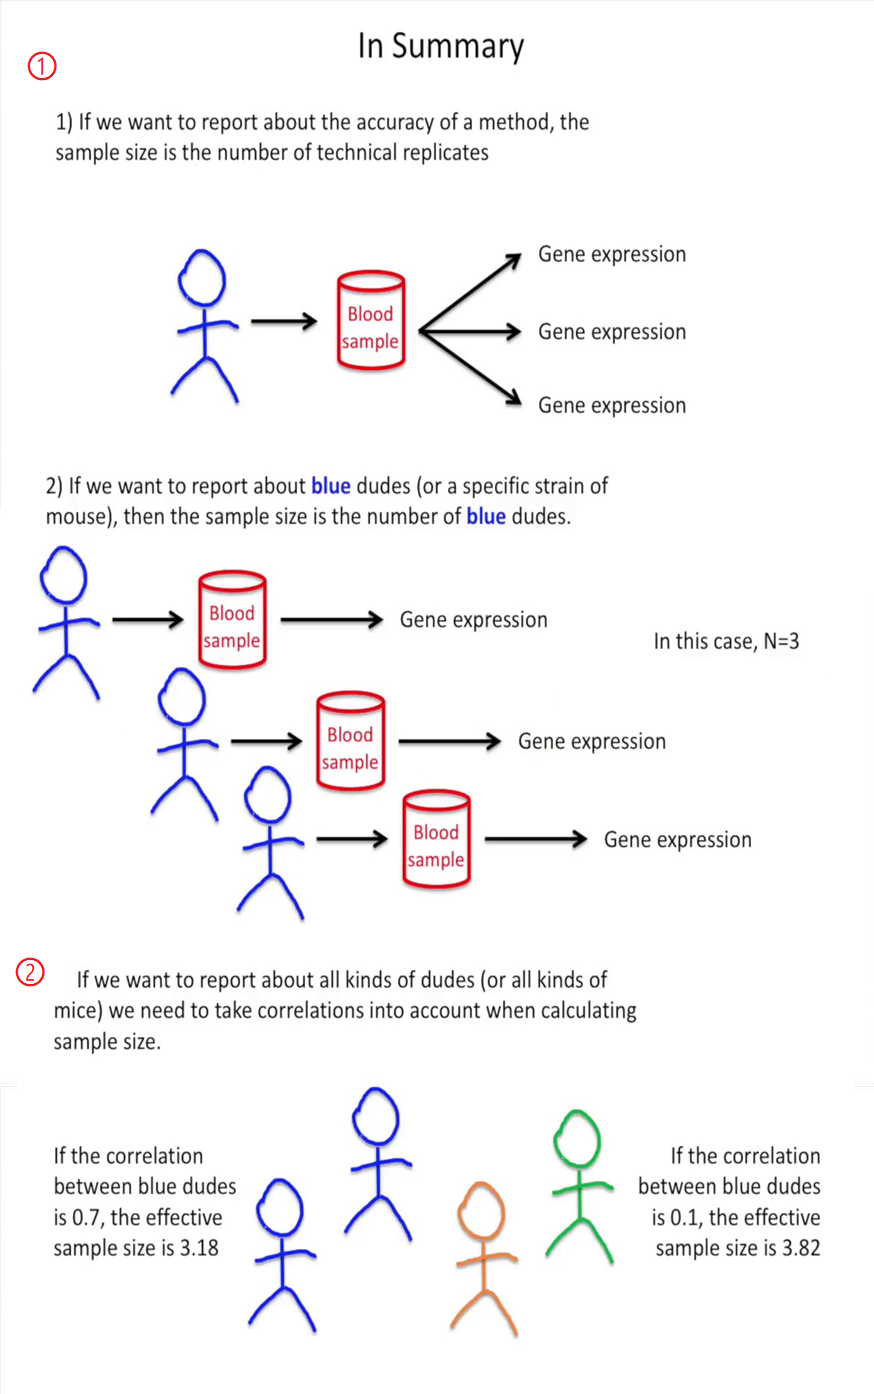 In Summary
①
1) If we want to report about the accuracy of a method, the
sample size is the number of technical replicates
Gene expression
Blood
sample
Gene expression
Gene expression
2) If we want to report about blue dudes (or a specific strain of
mouse), then the sample size is the number of blue dudes.
Blood
sample
Gene expression
In this case, N=3
Blood
sample
Gene expression
Blood
sample
Gene expression
②
If we want to report about all kinds of dudes (or all kinds of
mice) we need to take correlations into account when calculating
sample size.
If the correlation
between blue dudes
is 0.7, the effective
sample size is 3.18
If the correlation
between blue dudes
is 0.1, the effective
sample size is 3.82